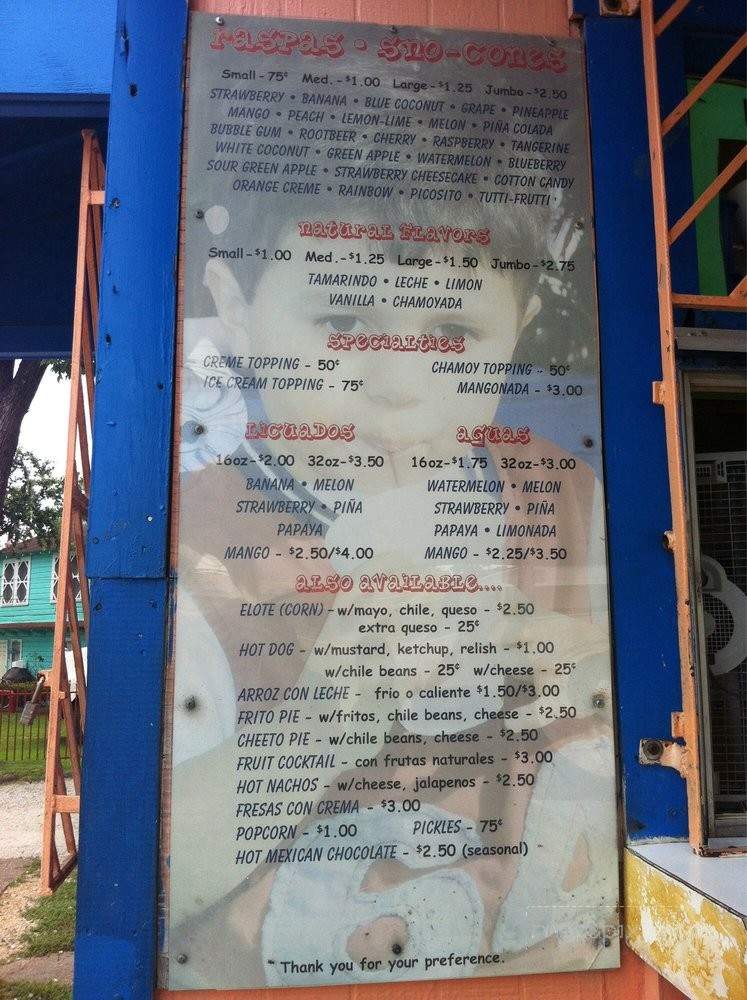 RASPAS • SNO-CONES
Small - 75¢ Med. - $1.00 Large - $1.25 Jumbo - $2.50
STRAWBERRY • BANANA • BLUE COCONUT • GRAPE • PINEAPPLE
MANGO • PEACH • LEMON-LIME • MELON • PIÑA COLADA
BUBBLE GUM • ROOTBEER • CHERRY • RASPBERRY • TANGERINE
WHITE COCONUT • GREEN APPLE • WATERMELON • BLUEBERRY
SOUR GREEN APPLE • STRAWBERRY CHEESECAKE • COTTON CANDY
ORANGE CREME • RAINBOW • PICOSITO • TUTTI-FRUTTI
NATURAL FLAVORS
Small - $1.00 Med. - $1.25 Large - $1.50 Jumbo - $2.75
TAMARINDO • LECHE • LIMON
VANILLA • CHAMOYADA
SPECIALTIES
CREME TOPPING - 50¢ CHAMOY TOPPING - 50¢
ICE CREAM TOPPING - 75¢ MANGONADA - $3.00
LICUADOS AGUAS
16oz - $2.00 32oz - $3.50 16oz - $1.75 32oz - $3.00
BANANA • MELON WATERMELON • MELON
STRAWBERRY • PIÑA STRAWBERRY • PIÑA
PAPAYA PAPAYA • LIMONADA
MANGO - $2.50/$4.00 MANGO - $2.25/$3.50
ALSO AVAILABLE....
ELOTE (CORN) - w/mayo, chile, queso - $2.50
extra queso - 25¢
HOT DOG - w/mustard, ketchup, relish - $1.00
w/chile beans - 25¢ w/cheese - 25¢
ARROZ CON LECHE - frio o caliente $1.50/$3.00
FRITO PIE - w/fritos, chile beans, cheese - $2.50
CHEETO PIE - w/chile beans, cheese - $2.50
FRUIT COCKTAIL - con frutas naturales - $3.00
HOT NACHOS - w/cheese, jalapenos - $2.50
FRESAS CON CREMA - $3.00
POPCORN - $1.00 PICKLES - 75¢
HOT MEXICAN CHOCOLATE - $2.50 (seasonal)
Thank you for your preference.